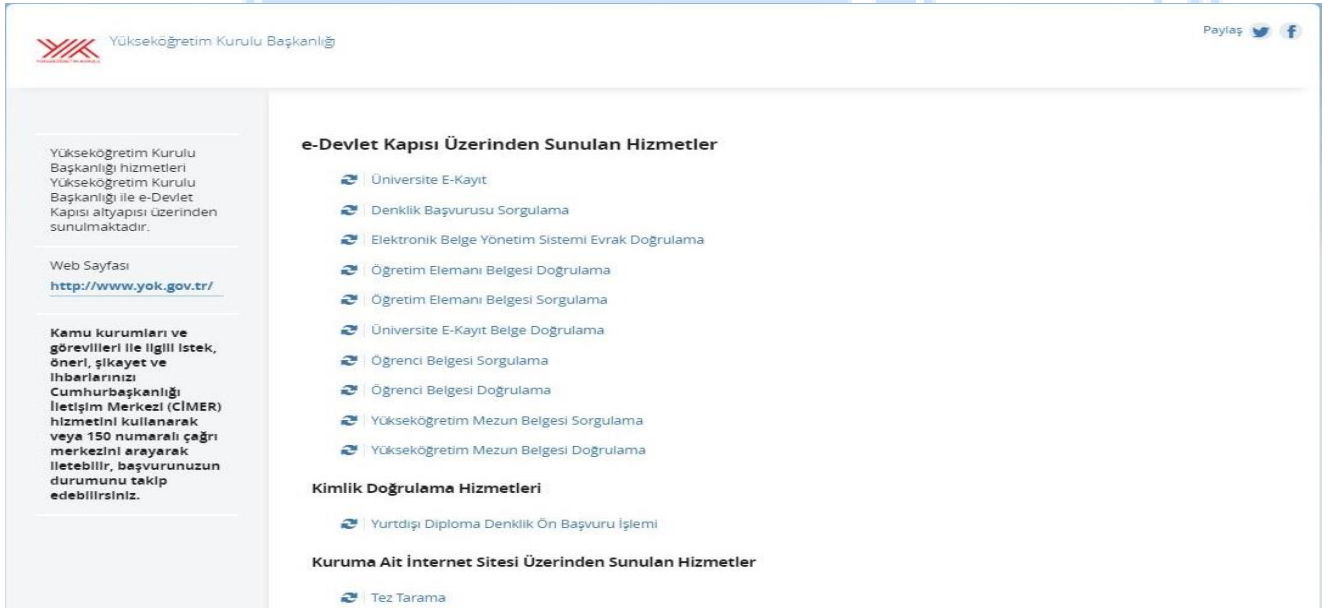 Yükseköğretim Kurulu Başkanlığı
Paylaş
Yükseköğretim Kurulu
Başkanlığı hizmetleri
Yükseköğretim Kurulu
Başkanlığı ile e-Devlet
Kapısı altyapısı üzerinden
sunulmaktadır.
Web Sayfası
http://www.yok.gov.tr/
Kamu kurumları ve
görevlileri ile ilgili istek,
öneri, şikayet ve
ihbarlarınızı
Cumhurbaşkanlığı
İletişim Merkezi (CİMER)
hizmetini kullanarak
veya 150 numaralı çağrı
merkezini arayarak
iletebilir, başvurunuzun
durumunu takip
edebilirsiniz.
e-Devlet Kapısı Üzerinden Sunulan Hizmetler
Üniversite E-Kayıt
Denklik Başvurusu Sorgulama
Elektronik Belge Yönetim Sistemi Evrak Doğrulama
Öğretim Elemanı Belgesi Doğrulama
Öğretim Elemanı Belgesi Sorgulama
Üniversite E-Kayıt Belge Doğrulama
Öğrenci Belgesi Sorgulama
Öğrenci Belgesi Doğrulama
Yükseköğretim Mezun Belgesi Sorgulama
Yükseköğretim Mezun Belgesi Doğrulama
Kimlik Doğrulama Hizmetleri
Yurtdışı Diploma Denklik Ön Başvuru İşlemi
Kuruma Ait İnternet Sitesi Üzerinden Sunulan Hizmetler
Tez Tarama